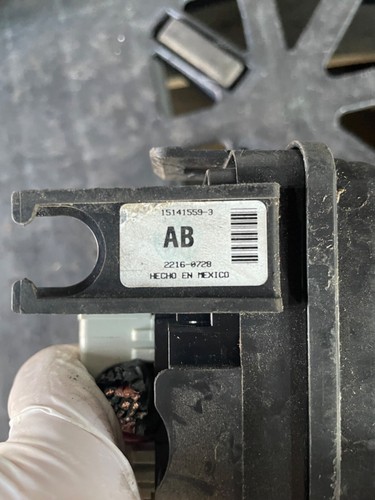 15141559-3
AB
2216-0728
HECHO EN MEXICO